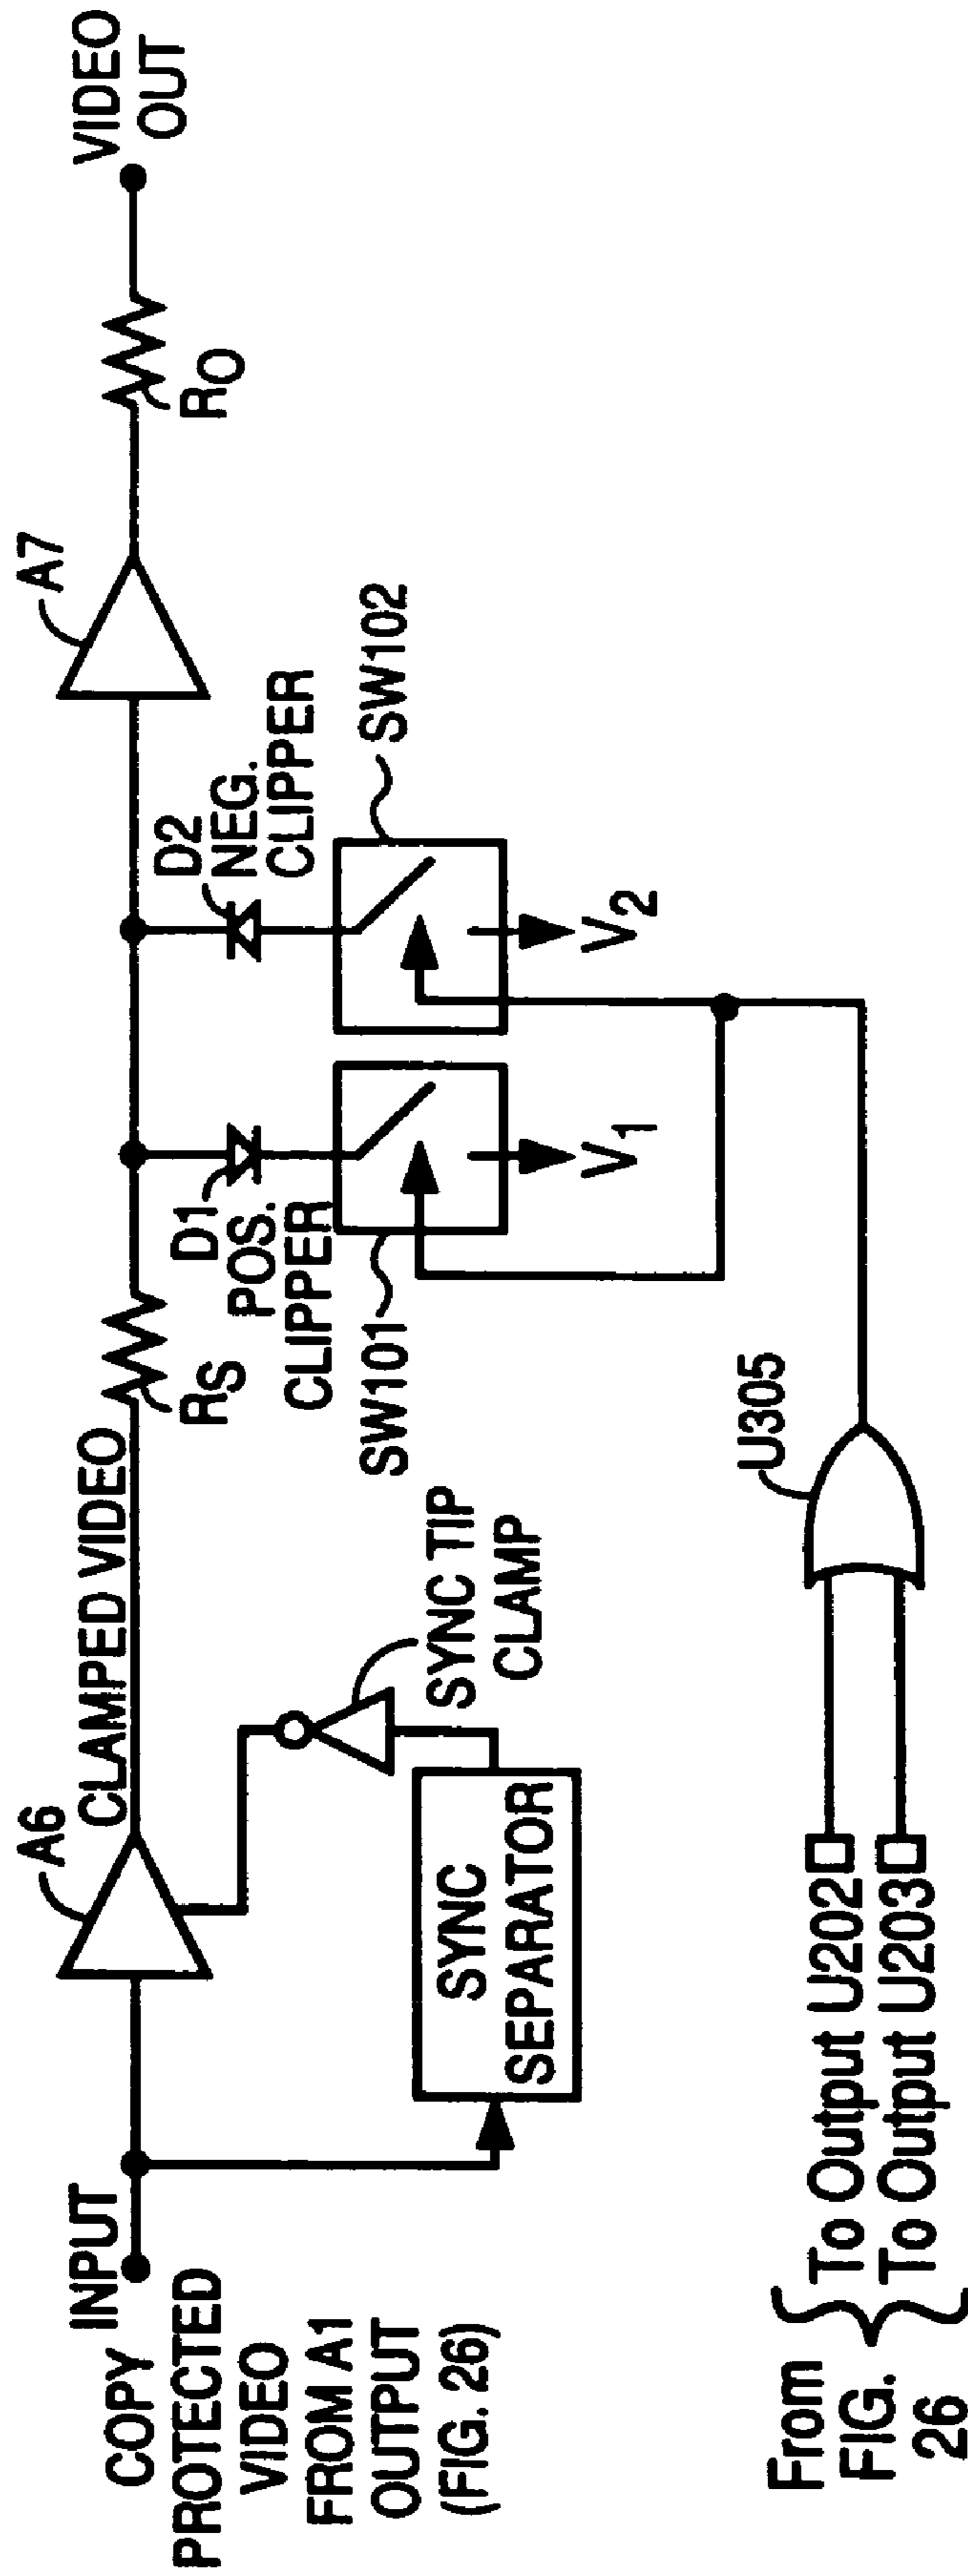 COPY
PROTECTED
VIDEO
FROM A1
OUTPUT
(FIG. 26)
INPUT
A6
CLAMPED VIDEO
SYNC
SEPARATOR
SYNC TIP
CLAMP
RS
D1
POS.
CLIPPER
SW101
V1
D2
NEG.
CLIPPER
SW102
V2
A7
RO
VIDEO
OUT
From
FIG.
26
To Output U202
To Output U203
U305